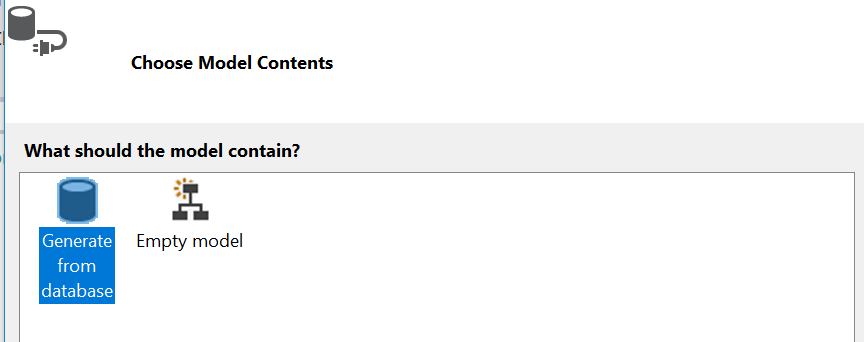 Choose Model Contents
What should the model contain?
Generate
from
database
Empty model